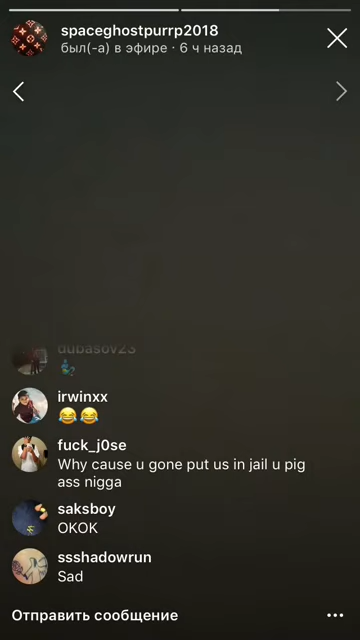 spaceghostpurrp2018
был(-а) в эфире · 6 ч назад
dubasov23
irwinxx
😂😂
fuck_j0se
Why cause u gone put us in jail u pig
ass nigga
saksboy
OKOK
ssshadowrun
Sad
Отправить сообщение